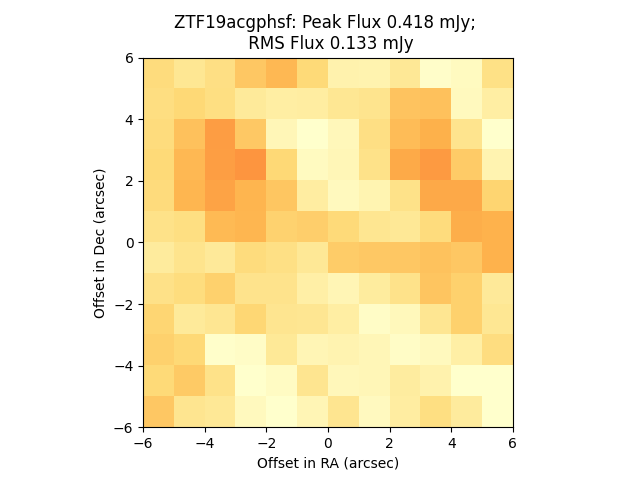 ZTF19acgphsf: Peak Flux 0.418 mJy;
RMS Flux 0.133 mJy
6
4
2
0
−2
−4
−6
Offset in Dec (arcsec)
−6 −4 −2 0 2 4 6
Offset in RA (arcsec)